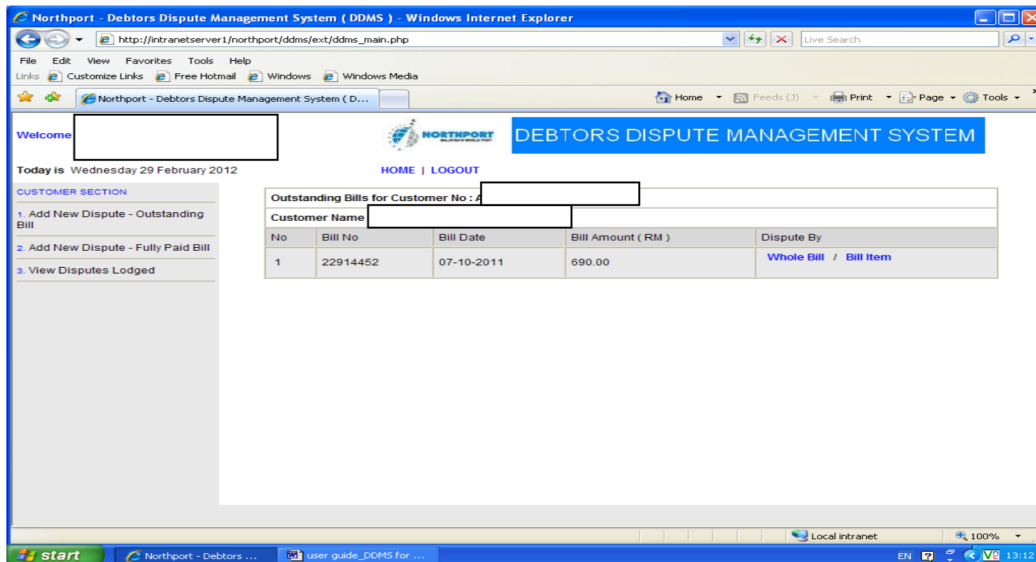 Northport - Debtors Dispute Management System ( DDMS ) - Windows Internet Explorer
http://intranetserver1/northport/ddms/ext/ddms_main.php
Live Search
File Edit View Favorites Tools Help
Links Customize Links Free Hotmail Windows Windows Media
Northport - Debtors Dispute Management System ( D...
Home Feeds (J) Print Page Tools
Welcome
NORTHPORT
DEBTORS DISPUTE MANAGEMENT SYSTEM
Today is Wednesday 29 February 2012
HOME | LOGOUT
CUSTOMER SECTION
1. Add New Dispute - Outstanding
Bill
2. Add New Dispute - Fully Paid Bill
3. View Disputes Lodged
Outstanding Bills for Customer No : A
Customer Name
No Bill No Bill Date Bill Amount ( RM ) Dispute By
1 22914452 07-10-2011 690.00 Whole Bill / Bill Item
Local intranet 100%
start Northport - Debtors ... user guide_DDMS for ... EN 13:12